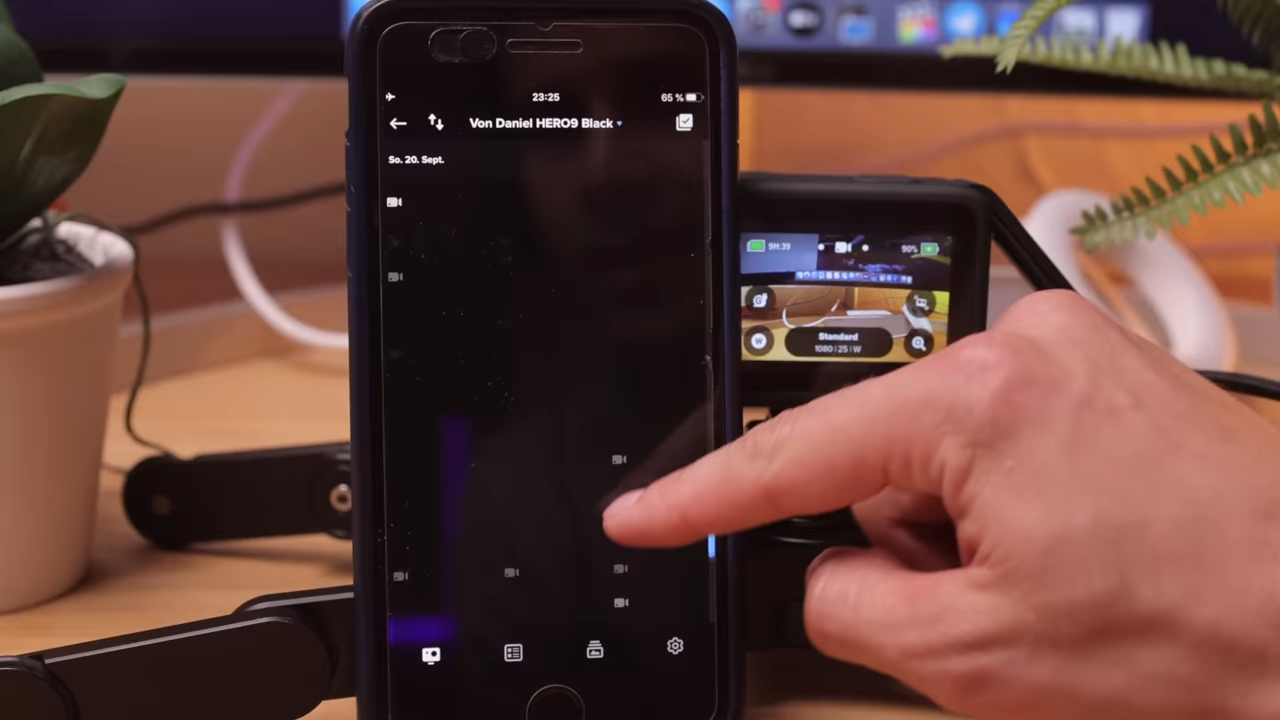 23:25
65 %
Von Daniel HERO9 Black
So. 20. Sept.
9H:39
90%
W
Standard
1080 | 25 | W